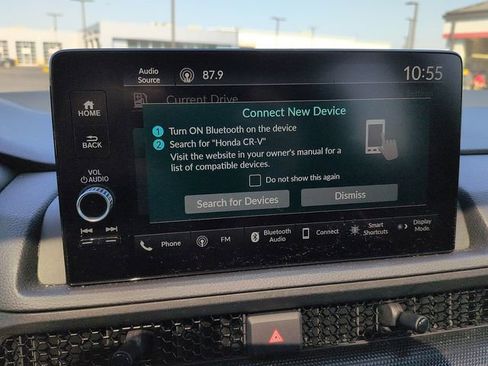 Audio
Source
87.9
10:55
HOME
Current Drive
Connect New Device
1 Turn ON Bluetooth on the device
2 Search for "Honda CR-V"
Visit the website in your owner's manual for a
list of compatible devices.
BACK
VOL
AUDIO
Do not show this again
Search for Devices
Dismiss
Phone
FM
Bluetooth
Audio
Connect
Smart
Shortcuts
Display
Mode